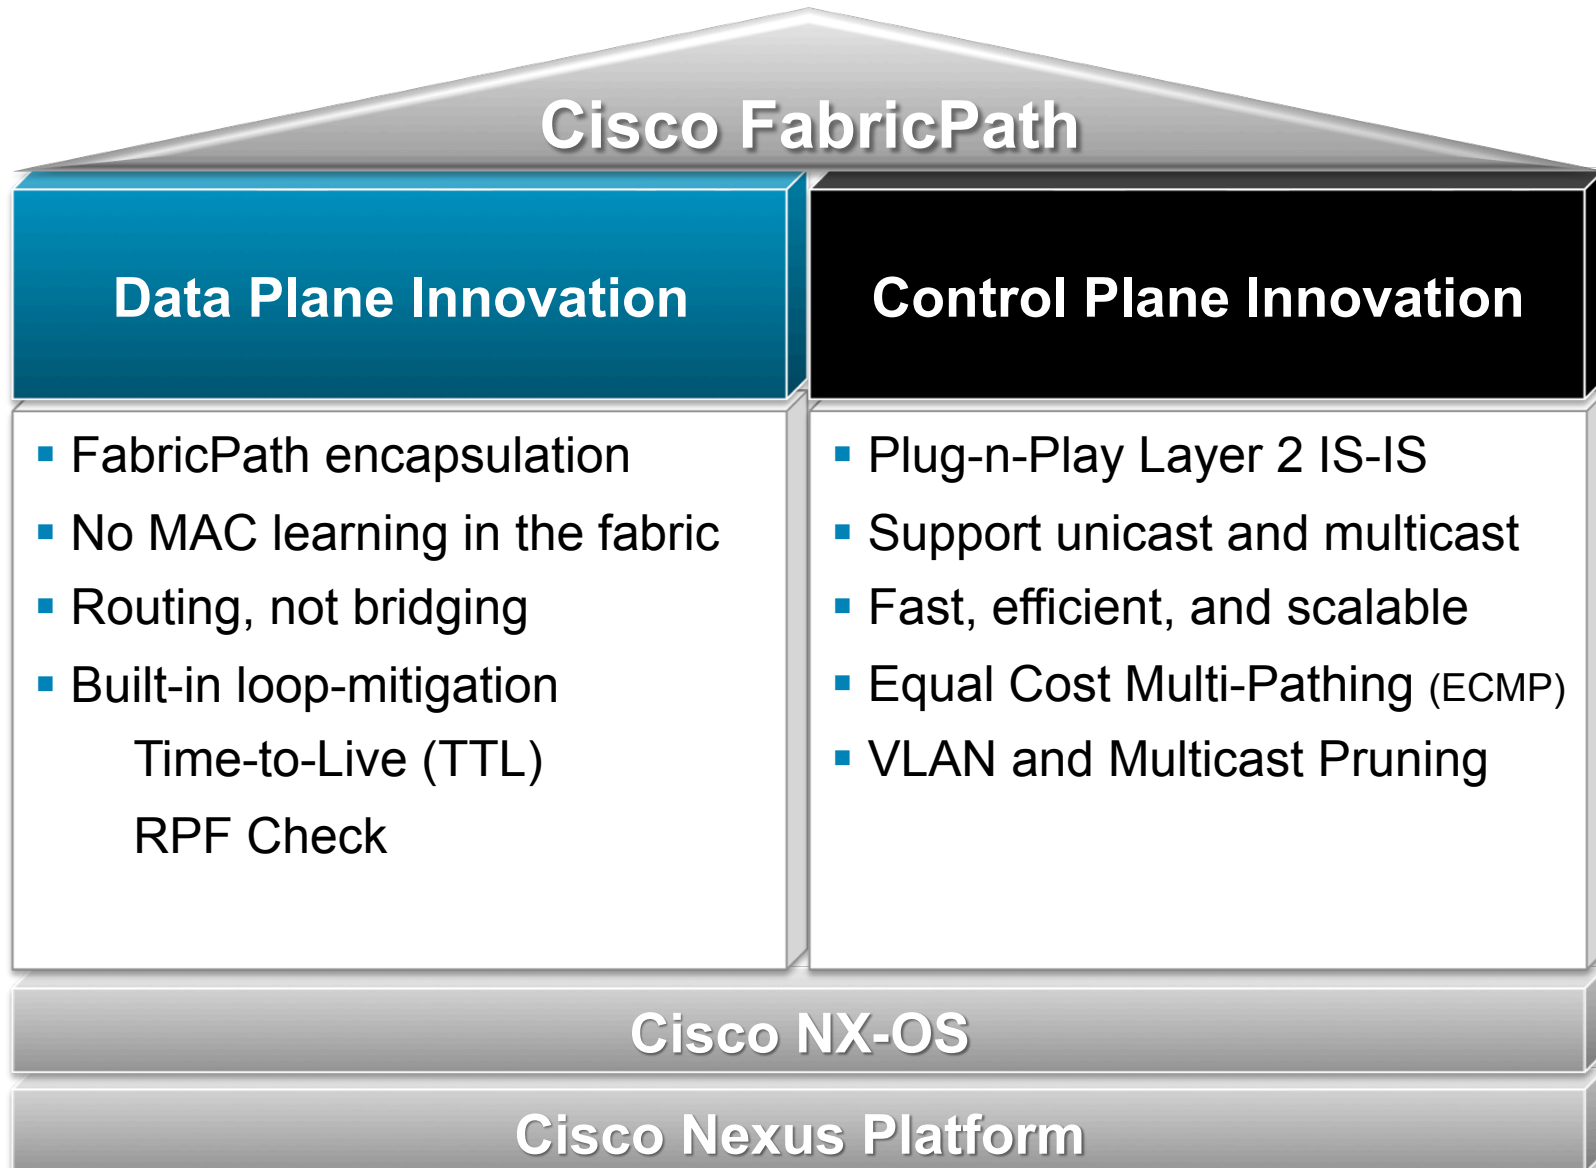 Cisco FabricPath
Data Plane Innovation
FabricPath encapsulation
No MAC learning in the fabric
Routing, not bridging
Built-in loop-mitigation
Time-to-Live (TTL)
RPF Check
Control Plane Innovation
Plug-n-Play Layer 2 IS-IS
Support unicast and multicast
Fast, efficient, and scalable
Equal Cost Multi-Pathing (ECMP)
VLAN and Multicast Pruning
Cisco NX-OS
Cisco Nexus Platform